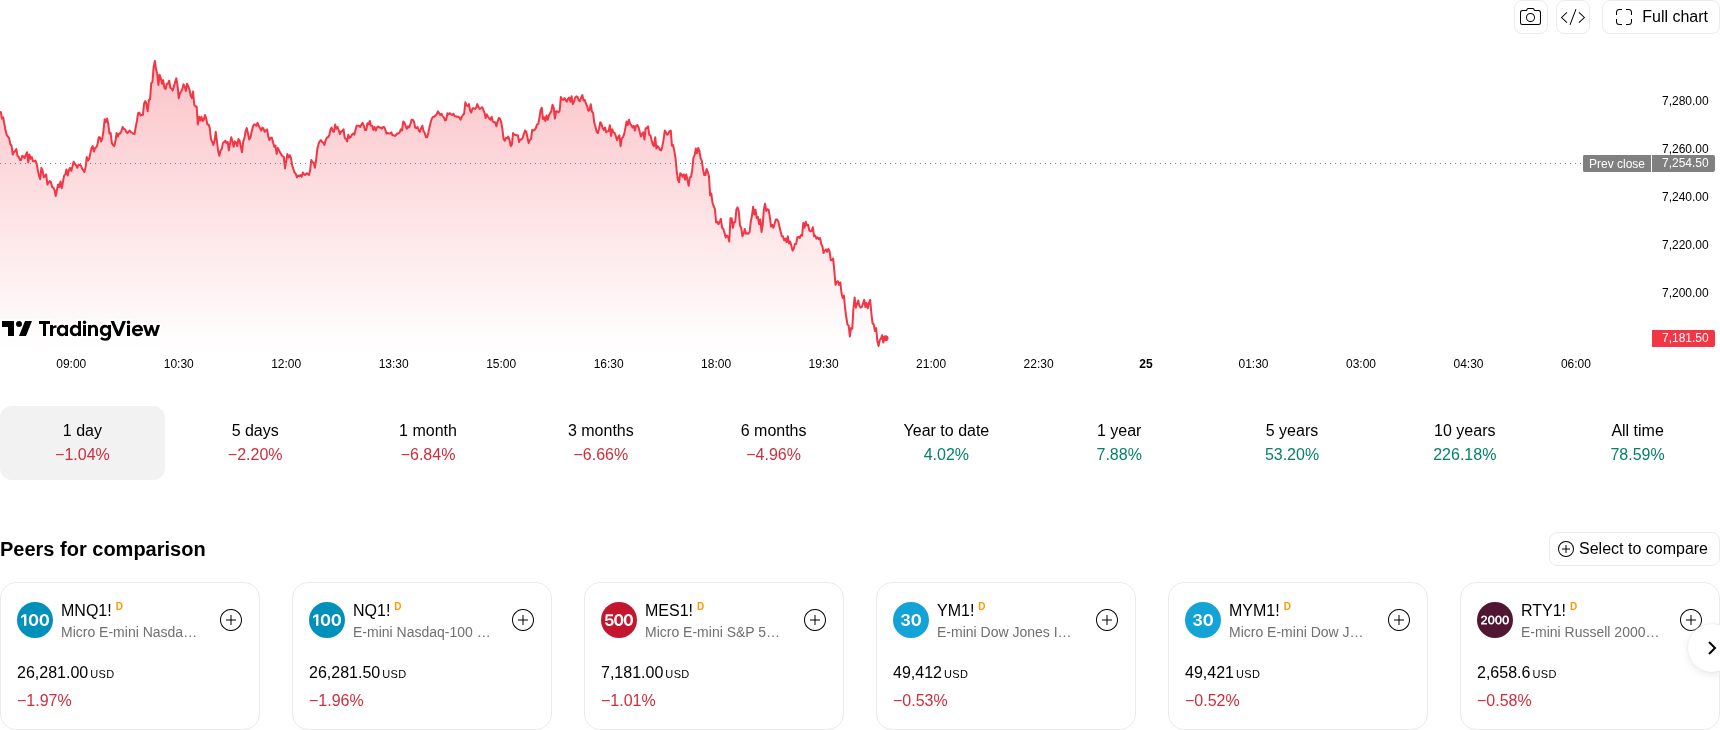 Full chart
7,280.00
7,260.00
Prev close 7,254.50
7,240.00
7,220.00
7,200.00
TradingView
7,181.50
09:00 10:30 12:00 13:30 15:00 16:30 18:00 19:30 21:00 22:30 25 01:30 03:00 04:30 06:00
1 day 5 days 1 month 3 months 6 months Year to date 1 year 5 years 10 years All time
−1.04% −2.20% −6.84% −6.66% −4.96% 4.02% 7.88% 53.20% 226.18% 78.59%
Peers for comparison
Select to compare
100 MNQ1! D
Micro E-mini Nasda…
26,281.00 USD
−1.97%
100 NQ1! D
E-mini Nasdaq-100 …
26,281.50 USD
−1.96%
500 MES1! D
Micro E-mini S&P 5…
7,181.00 USD
−1.01%
30 YM1! D
E-mini Dow Jones I…
49,412 USD
−0.53%
30 MYM1! D
Micro E-mini Dow J…
49,421 USD
−0.52%
2000 RTY1! D
E-mini Russell 2000…
2,658.6 USD
−0.58%